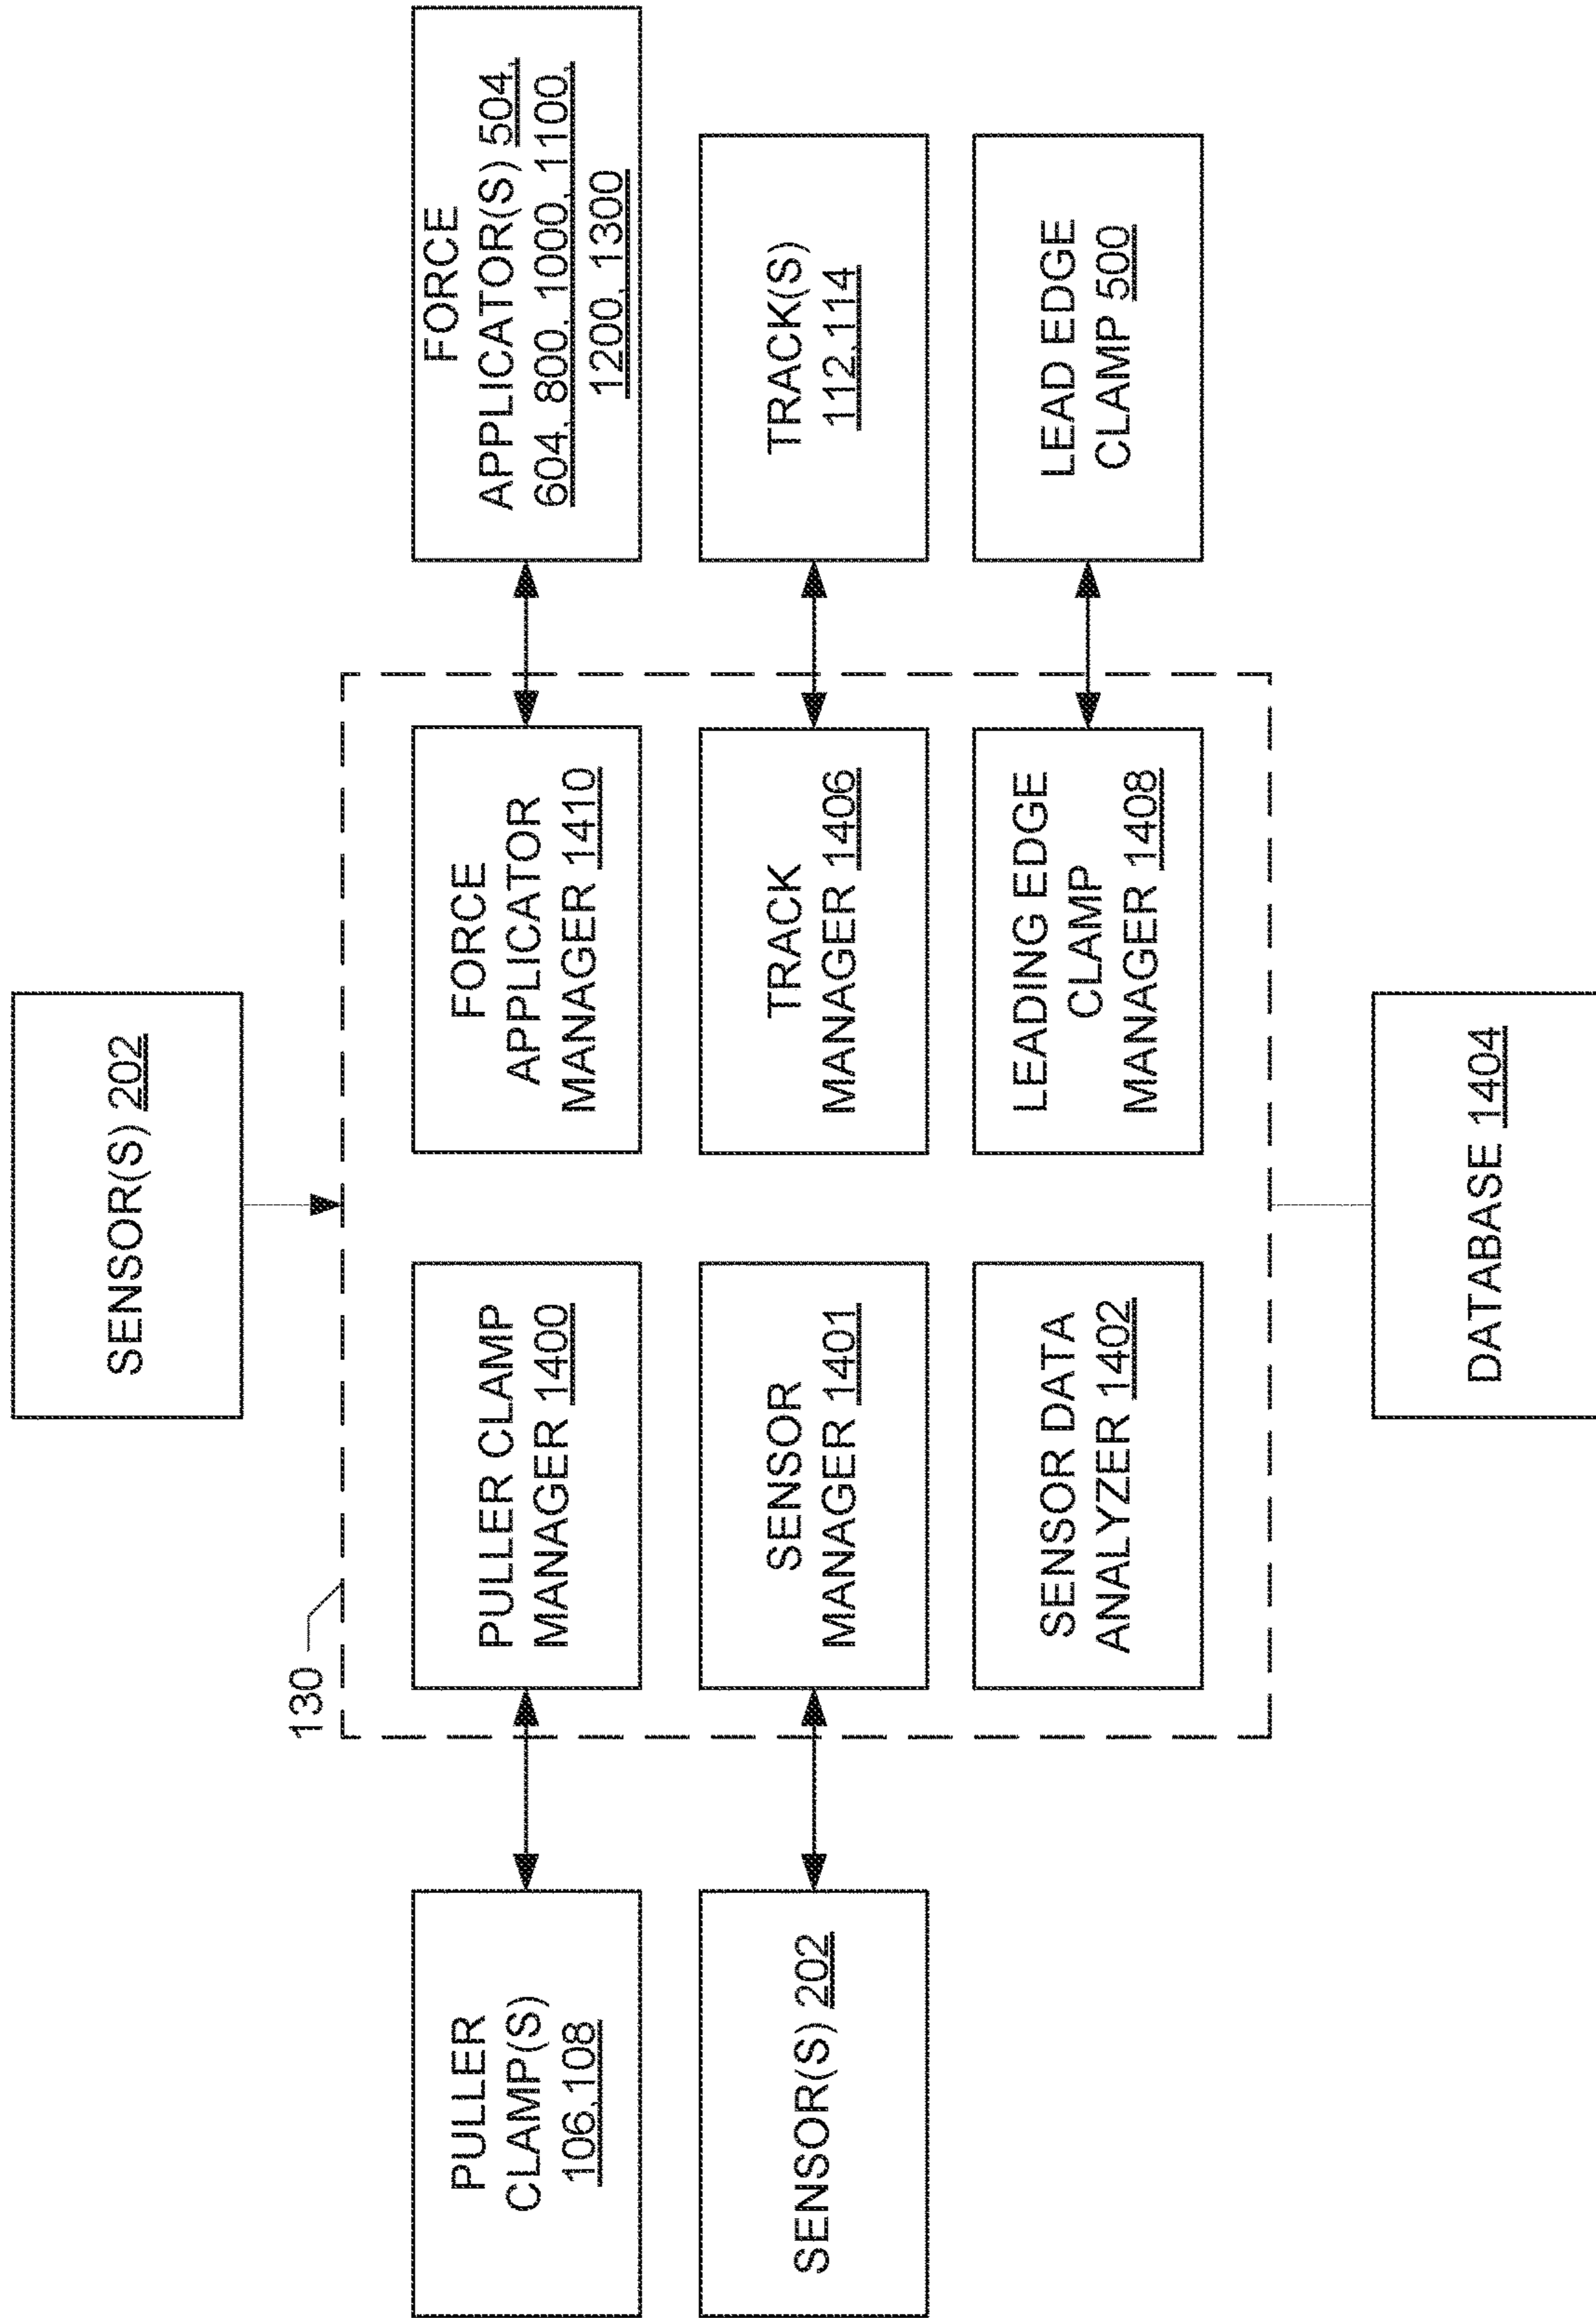 SENSOR(S) 202
130
PULLER
CLAMP(S)
106, 108
PULLER CLAMP
MANAGER 1400
FORCE
APPLICATOR
MANAGER 1410
FORCE
APPLICATOR(S) 504,
604, 800, 1000, 1100,
1200, 1300
SENSOR(S) 202
SENSOR
MANAGER 1401
TRACK
MANAGER 1406
TRACK(S)
112, 114
SENSOR DATA
ANALYZER 1402
LEADING EDGE
CLAMP
MANAGER 1408
LEAD EDGE
CLAMP 500
DATABASE 1404